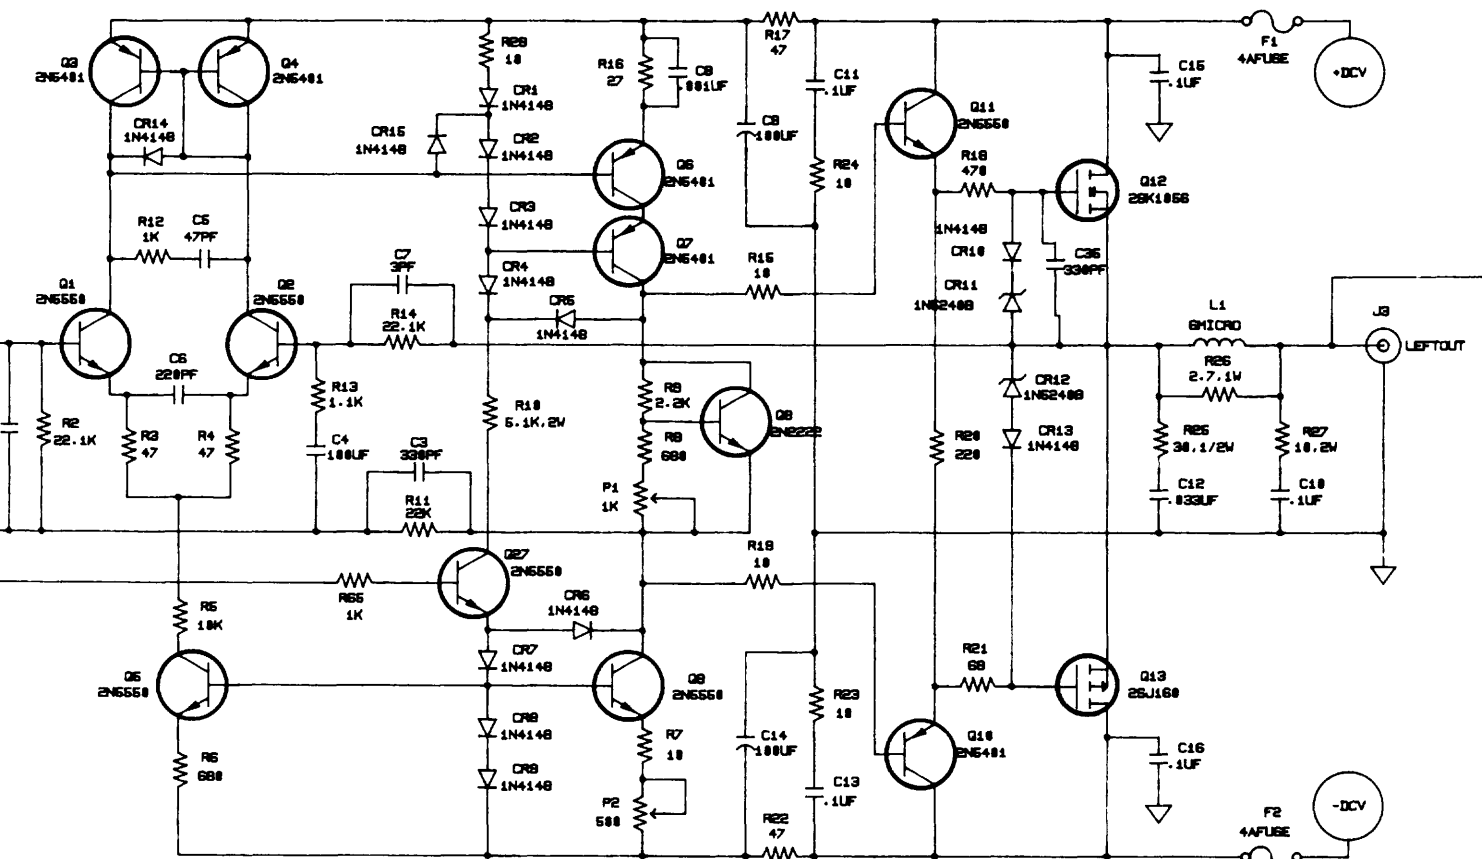 Q3
2N5401
Q4
2N5401
CR14
1N4148
R12
1K
C5
47PF
Q1
2N5550
Q2
2N5550
C6
220PF
R2
22.1K
R3
47
R4
47
R5
10K
R6
680
R13
1.1K
C4
100UF
C7
3PF
R14
22.1K
C3
330PF
R11
22K
R65
1K
Q27
2N5550
R28
10
CR1
1N4148
CR15
1N4148
CR2
1N4148
CR3
1N4148
CR4
1N4148
CR5
1N4148
R10
5.1K,2W
CR6
1N4148
CR7
1N4148
CR8
1N4148
CR9
1N4148
R16
27
.001UF
Q6
2N5401
Q7
2N5401
R9
2.2K
R8
680
P1
1K
2N2222
2N5550
R7
10
P2
500
R17
47
100UF
C11
.1UF
R24
10
R15
10
R19
10
C14
100UF
R23
10
C13
.1UF
R22
47
Q11
2N5550
R18
470
1N4148
CR10
CR11
1N5240B
C36
330PF
Q12
2SK1056
CR12
1N5240B
CR13
1N4148
R20
220
R21
68
Q13
2SJ160
Q10
2N5401
C15
.1UF
F1
4AFUSE
+DCV
L1
6MICRO
R26
2.7,1W
R25
30,1/2W
R27
10,2W
C12
.033UF
C10
.1UF
J3
LEFTOUT
C16
.1UF
F2
4AFUSE
-DCV